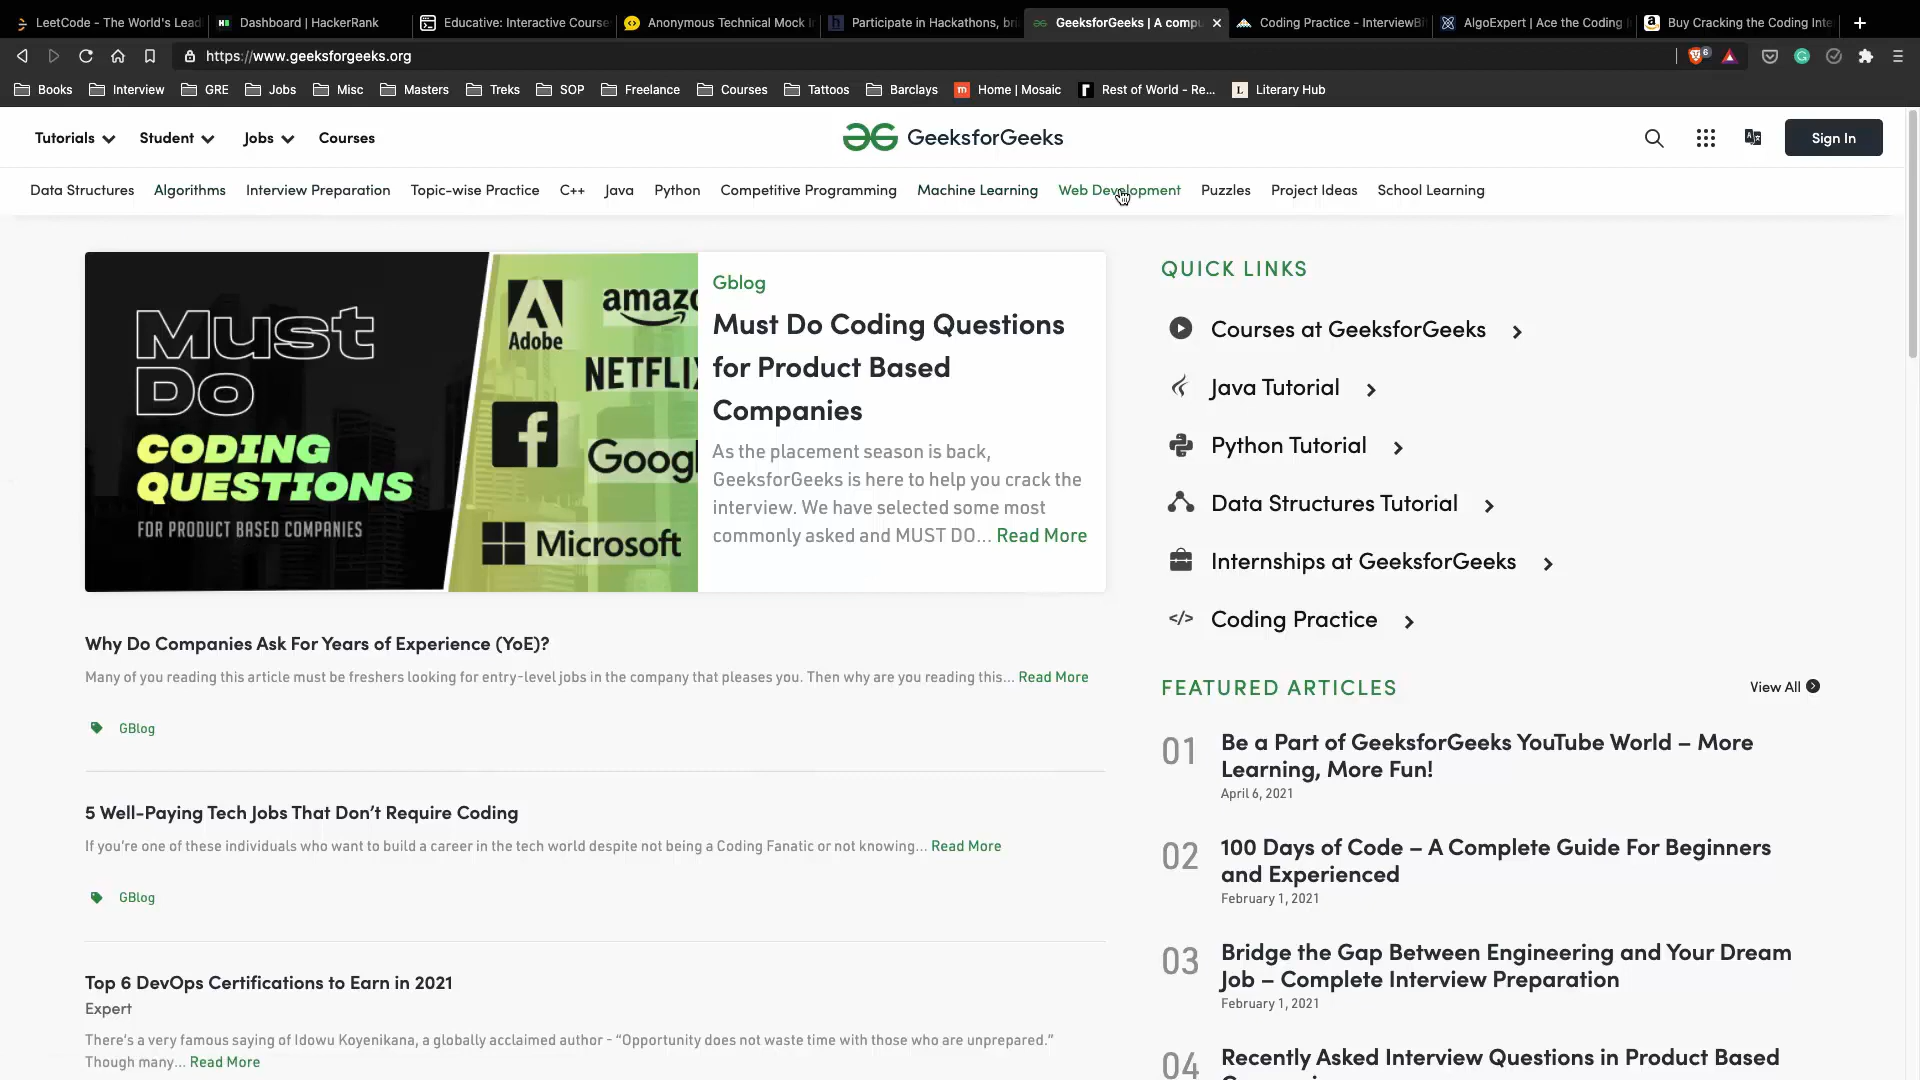 LeetCode - The World's Lead
Dashboard | HackerRank
Educative: Interactive Course
Anonymous Technical Mock I
Participate in Hackathons, bri
GeeksforGeeks | A compu
Coding Practice - InterviewBi
AlgoExpert | Ace the Coding I
Buy Cracking the Coding Inte
https://www.geeksforgeeks.org
6
Books
Interview
GRE
Jobs
Misc
Masters
Treks
SOP
Freelance
Courses
Tattoos
Barclays
Home | Mosaic
Rest of World - Re...
Literary Hub
Tutorials
Student
Jobs
Courses
GeeksforGeeks
Sign In
Data Structures
Algorithms
Interview Preparation
Topic-wise Practice
C++
Java
Python
Competitive Programming
Machine Learning
Web Development
Puzzles
Project Ideas
School Learning
Must
Do
CODING
QUESTIONS
FOR PRODUCT BASED COMPANIES
Adobe
amazo
NETFLIX
Googl
Microsoft
Gblog
Must Do Coding Questions
for Product Based
Companies
As the placement season is back,
GeeksforGeeks is here to help you crack the
interview. We have selected some most
commonly asked and MUST DO... Read More
Why Do Companies Ask For Years of Experience (YoE)?
Many of you reading this article must be freshers looking for entry-level jobs in the company that pleases you. Then why are you reading this... Read More
GBlog
5 Well-Paying Tech Jobs That Don't Require Coding
If you're one of these individuals who want to build a career in the tech world despite not being a Coding Fanatic or not knowing... Read More
GBlog
Top 6 DevOps Certifications to Earn in 2021
Expert
There's a very famous saying of Idowu Koyenikana, a globally acclaimed author - “Opportunity does not waste time with those who are unprepared.”
Though many... Read More
QUICK LINKS
Courses at GeeksforGeeks
Java Tutorial
Python Tutorial
Data Structures Tutorial
Internships at GeeksforGeeks
</> Coding Practice
FEATURED ARTICLES
View All
01 Be a Part of GeeksforGeeks YouTube World – More
Learning, More Fun!
April 6, 2021
02 100 Days of Code – A Complete Guide For Beginners
and Experienced
February 1, 2021
03 Bridge the Gap Between Engineering and Your Dream
Job – Complete Interview Preparation
February 1, 2021
04 Recently Asked Interview Questions in Product Based